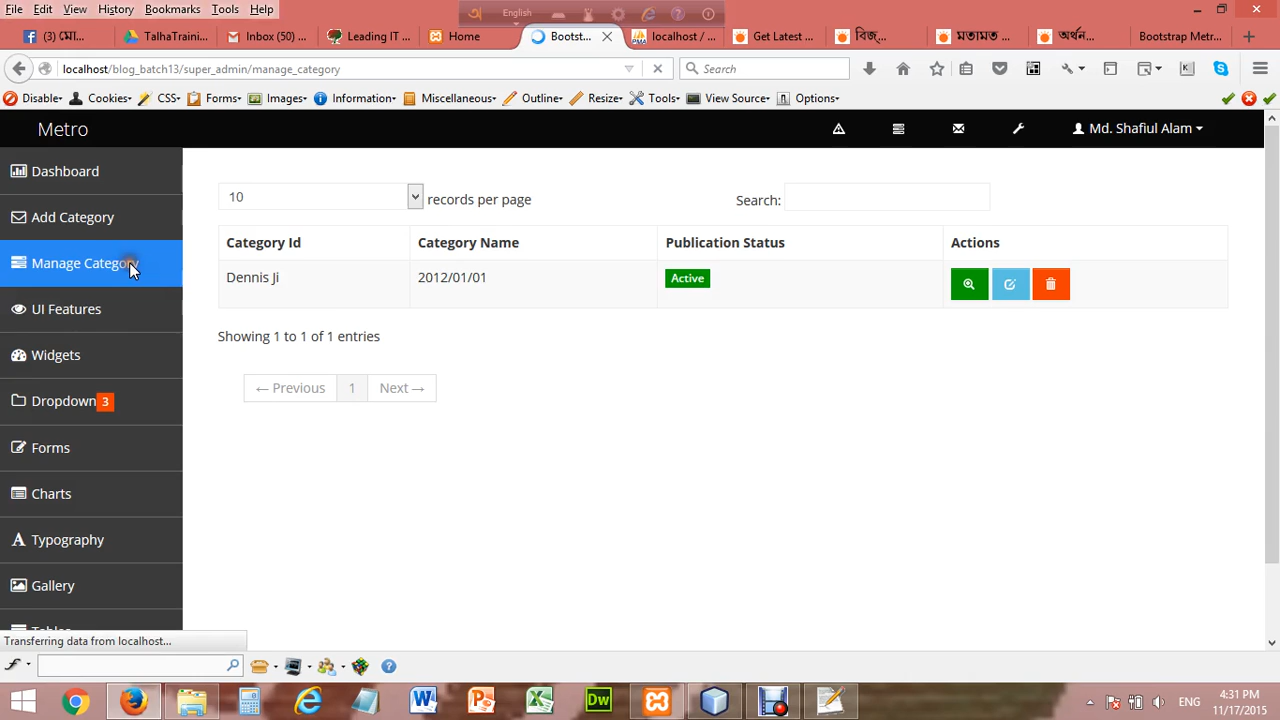 File Edit View History Bookmarks Tools Help
English
(3) মো...
TalhaTraini...
Inbox (50) ...
Leading IT ...
Home
Bootst...
localhost / ...
Get Latest ...
বিজ্...
মতামত ...
অর্থন...
Bootstrap Metr...
localhost/blog_batch13/super_admin/manage_category
Search
Disable Cookies CSS Forms Images Information Miscellaneous Outline Resize Tools View Source Options
Metro
Md. Shafiul Alam
Dashboard
Add Category
Manage Category
UI Features
Widgets
Dropdown 3
Forms
Charts
Typography
Gallery
10 records per page
Search:
Category Id Category Name Publication Status Actions
Dennis Ji 2012/01/01 Active
Showing 1 to 1 of 1 entries
← Previous 1 Next →
Transferring data from localhost...
ENG
4:31 PM
11/17/2015